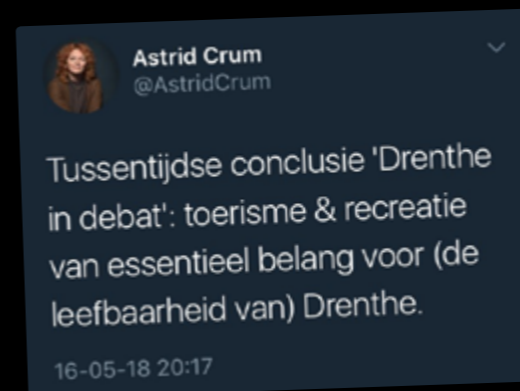 Astrid Crum
@AstridCrum
Tussentijdse conclusie 'Drenthe
in debat': toerisme & recreatie
van essentieel belang voor (de
leefbaarheid van) Drenthe.
16-05-18 20:17